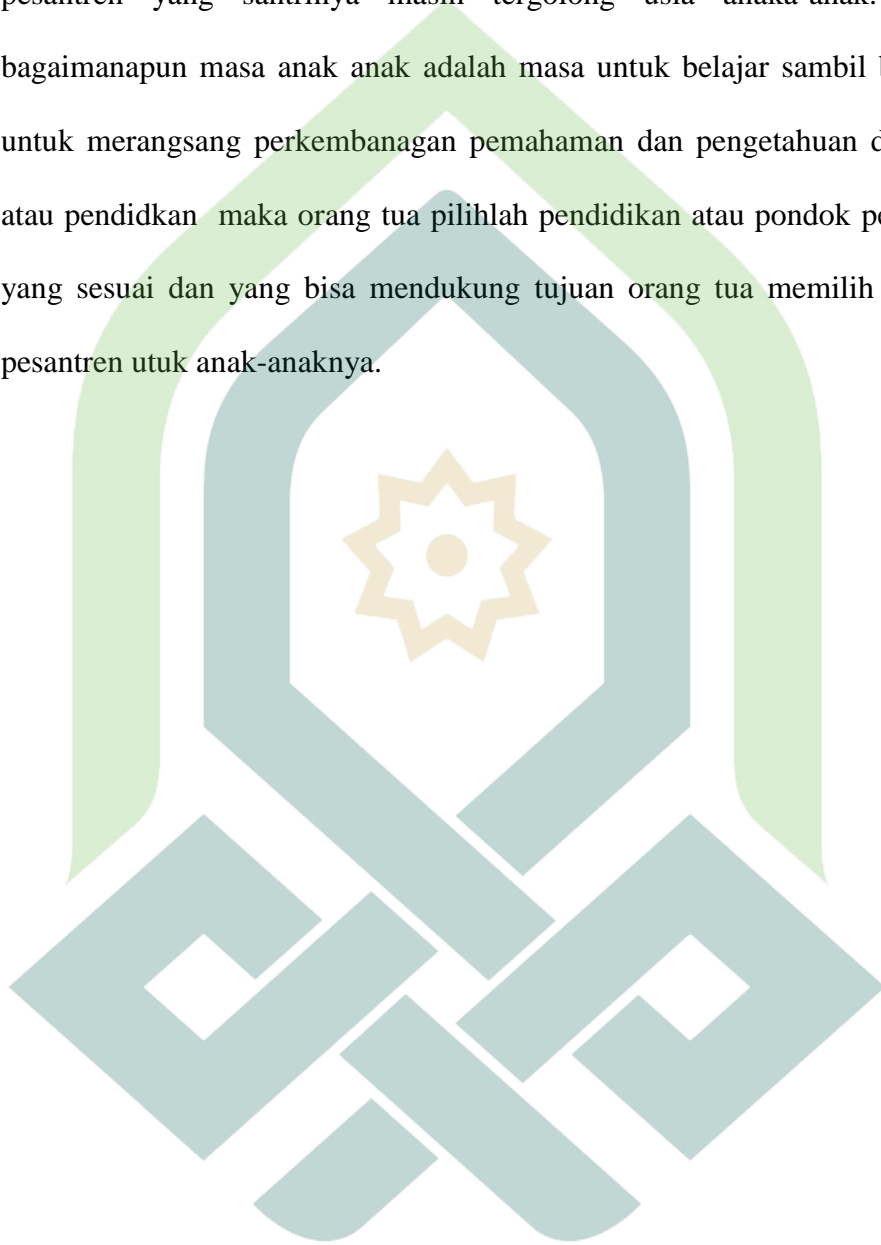 pesantren yang santrinya masih tergolong usia anaka-anak.
bagaimanapun masa anak anak adalah masa untuk belajar sambil
untuk merangsang perkembanagan pemahaman dan pengetahuan
atau pendidkan maka orang tua pilihlah pendidikan atau pondok
yang sesuai dan yang bisa mendukung tujuan orang tua memilih
pesantren utuk anak-anaknya.